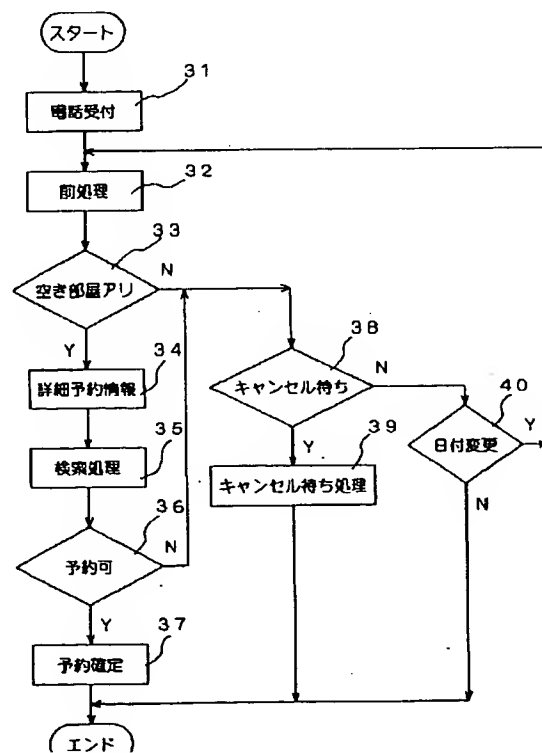 スタート
31
電話受付
32
前処理
33
空き部屋アリ
N
Y
34
詳細予約情報
35
検索処理
36
予約可
N
Y
37
予約確定
エンド
38
キャンセル待ち
N
Y
39
キャンセル待ち処理
40
日付変更
Y
N